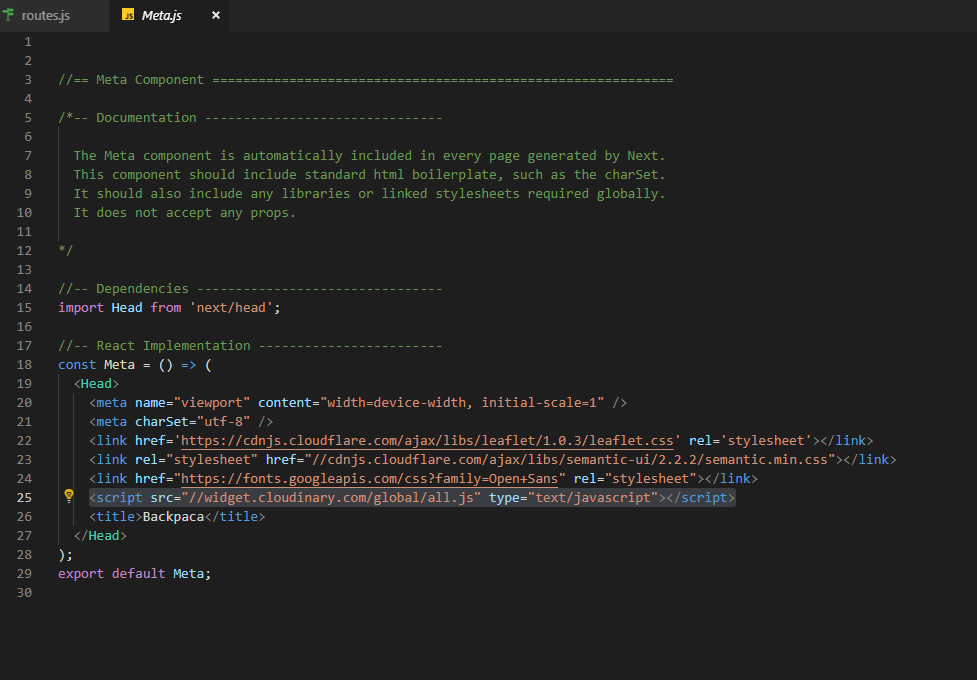 routes.js
JS Meta.js ×
1
2
3 //== Meta Component ============================================================
4
5 /*-- Documentation -------------------------------
6
7 The Meta component is automatically included in every page generated by Next.
8 This component should include standard html boilerplate, such as the charSet.
9 It should also include any libraries or linked stylesheets required globally.
10 It does not accept any props.
11
12 */
13
14 //-- Dependencies --------------------------------
15 import Head from 'next/head';
16
17 //-- React Implementation ------------------------
18 const Meta = () => (
19 <Head>
20 <meta name="viewport" content="width=device-width, initial-scale=1" />
21 <meta charSet="utf-8" />
22 <link href='https://cdnjs.cloudflare.com/ajax/libs/leaflet/1.0.3/leaflet.css' rel='stylesheet'></link>
23 <link rel="stylesheet" href="//cdnjs.cloudflare.com/ajax/libs/semantic-ui/2.2.2/semantic.min.css"></link>
24 <link href="https://fonts.googleapis.com/css?family=Open+Sans" rel="stylesheet"></link>
25 <script src="//widget.cloudinary.com/global/all.js" type="text/javascript"></script>
26 <title>Backpaca</title>
27 </Head>
28 );
29 export default Meta;
30